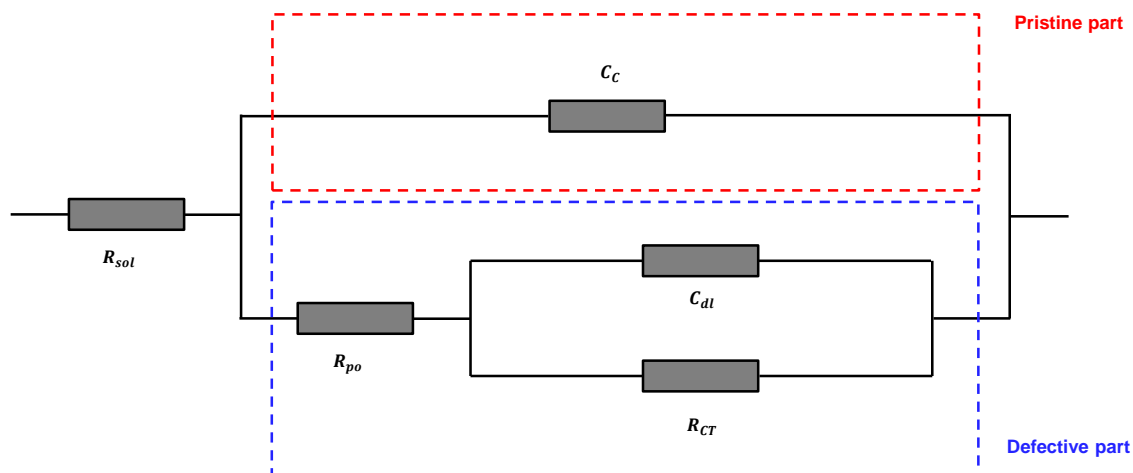 Pristine part
C_C
R_sol
C_dl
R_po
R_CT
Defective part